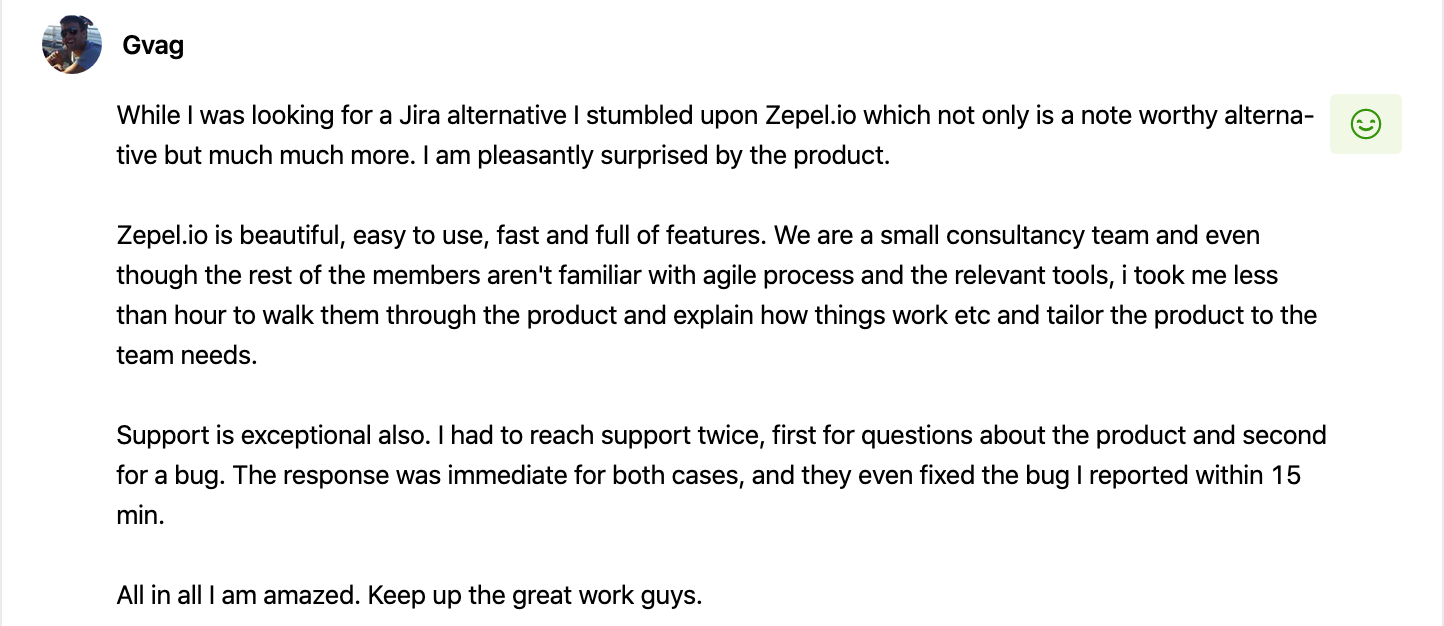 Gvag
While I was looking for a Jira alternative I stumbled upon Zepel.io which not only is a note worthy alterna-
tive but much much more. I am pleasantly surprised by the product.
Zepel.io is beautiful, easy to use, fast and full of features. We are a small consultancy team and even
though the rest of the members aren't familiar with agile process and the relevant tools, i took me less
than hour to walk them through the product and explain how things work etc and tailor the product to the
team needs.
Support is exceptional also. I had to reach support twice, first for questions about the product and second
for a bug. The response was immediate for both cases, and they even fixed the bug I reported within 15
min.
All in all I am amazed. Keep up the great work guys.